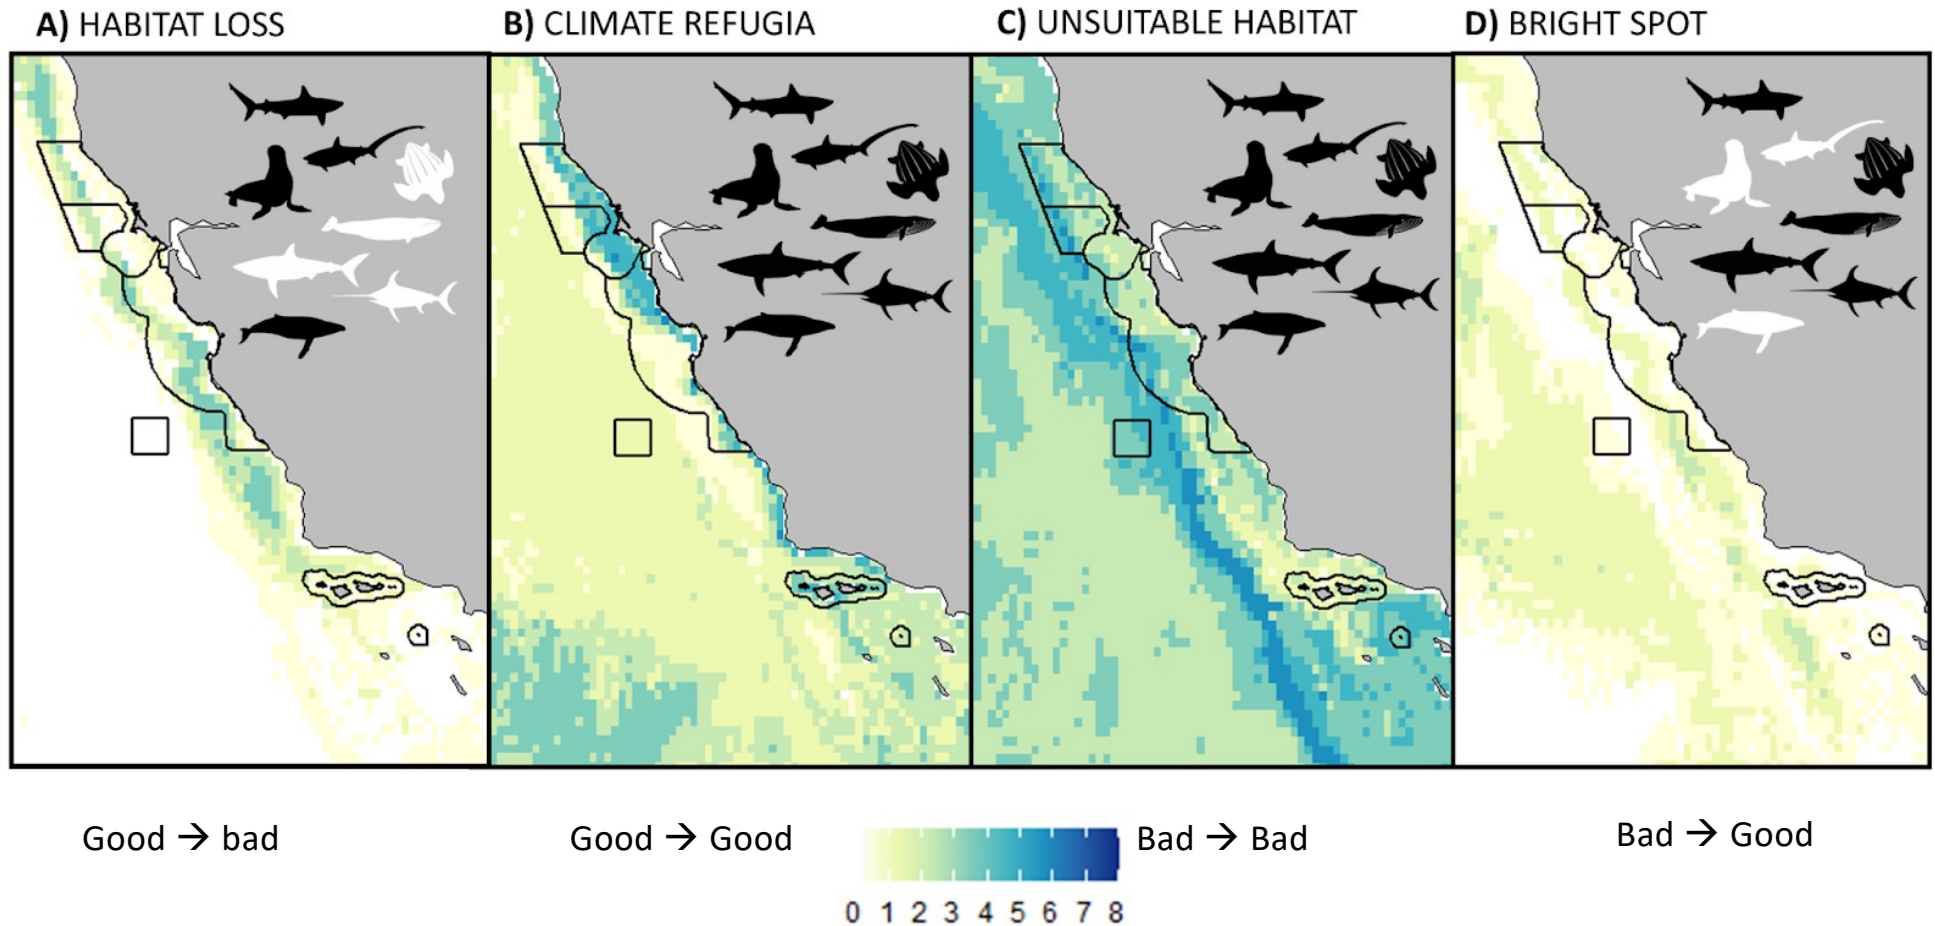 A) HABITAT LOSS
B) CLIMATE REFUGIA
C) UNSUITABLE HABITAT
D) BRIGHT SPOT
Good → bad
Good → Good
Bad → Bad
Bad → Good
0 1 2 3 4 5 6 7 8